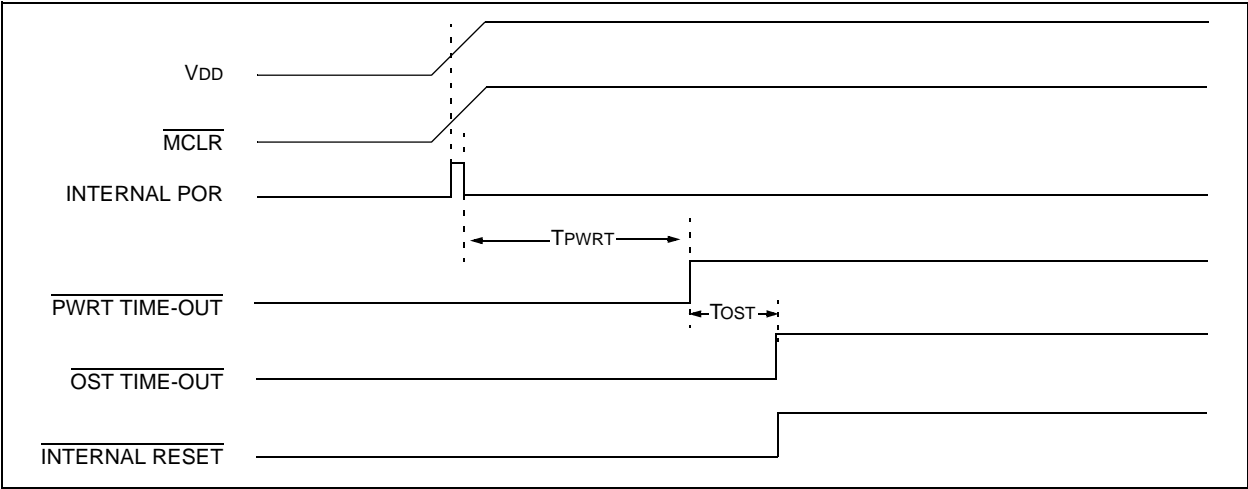 VDD
MCLR
INTERNAL POR
TPWRT
PWRT TIME-OUT
TOST
OST TIME-OUT
INTERNAL RESET